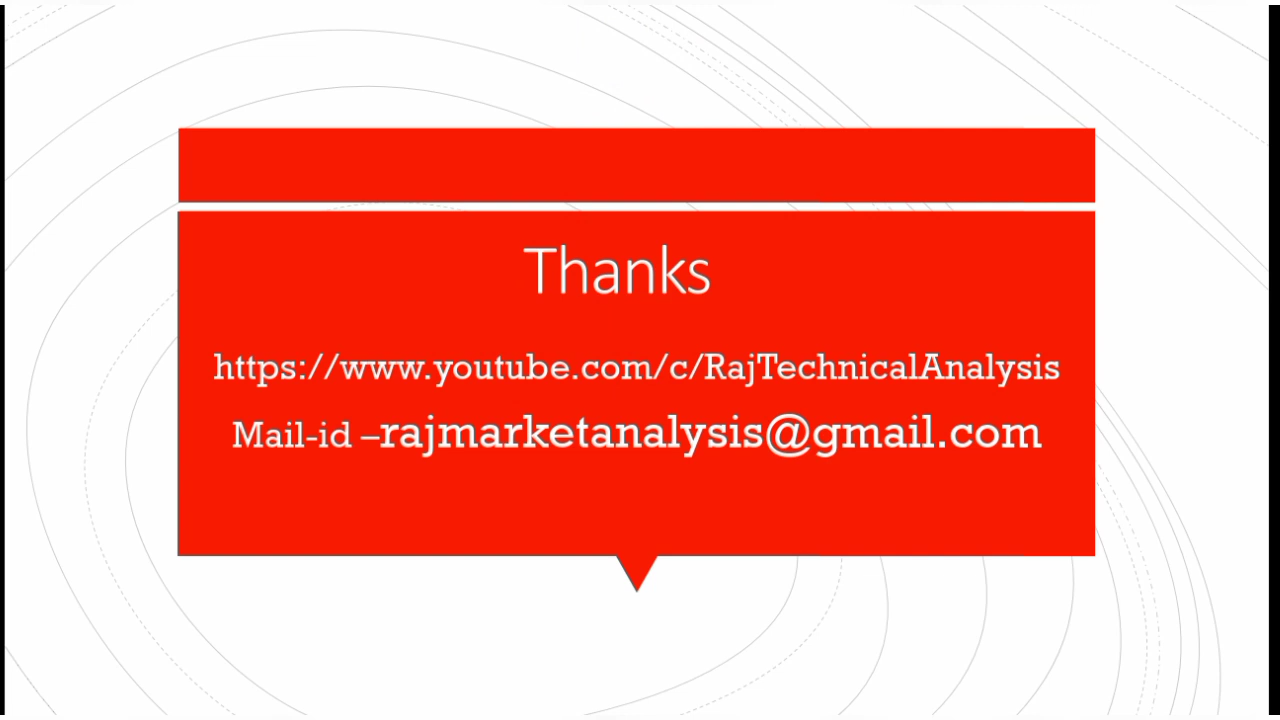 Thanks
https://www.youtube.com/c/RajTechnicalAnalysis
Mail-id –rajmarketanalysis@gmail.com